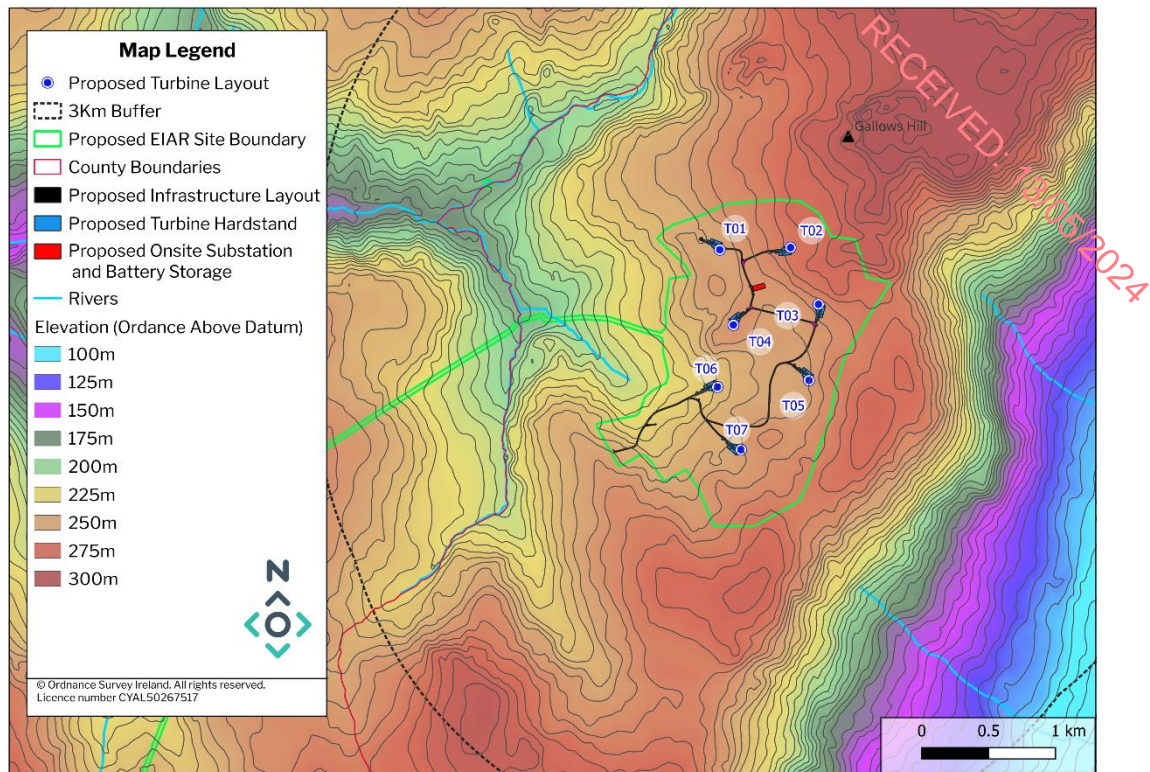 Map Legend
Proposed Turbine Layout
3Km Buffer
Proposed EIAR Site Boundary
County Boundaries
Proposed Infrastructure Layout
Proposed Turbine Hardstand
Proposed Onsite Substation
and Battery Storage
Rivers
Elevation (Ordance Above Datum)
100m
125m
150m
175m
200m
225m
250m
275m
300m
N
© Ordnance Survey Ireland. All rights reserved.
Licence number CYAL50267517
RECEIVED: 13/05/2024
Gallows Hill
T01
T02
T03
T04
T06
T05
T07
0 0.5 1 km